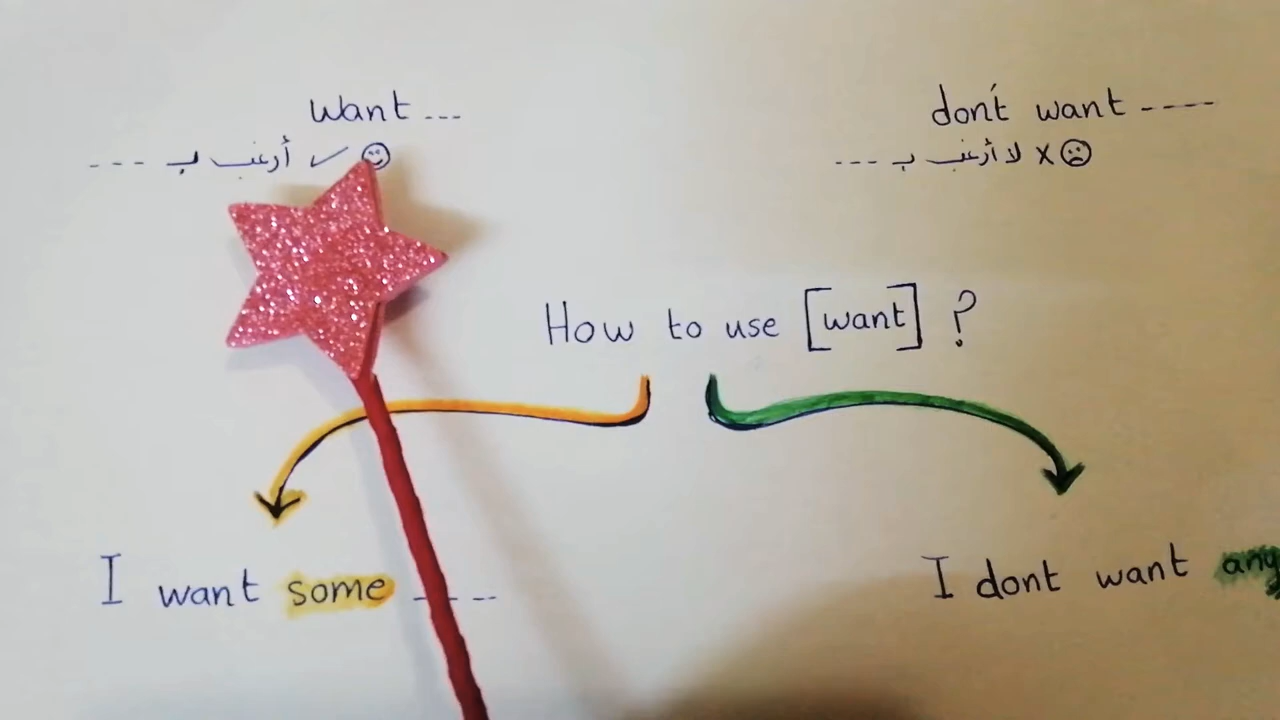 want ---
--- أرغب بـ ✓ ☺
don't want ----
--- لا أرغب بـ X ☹
How to use [want] ?
I want some ----
I dont want any